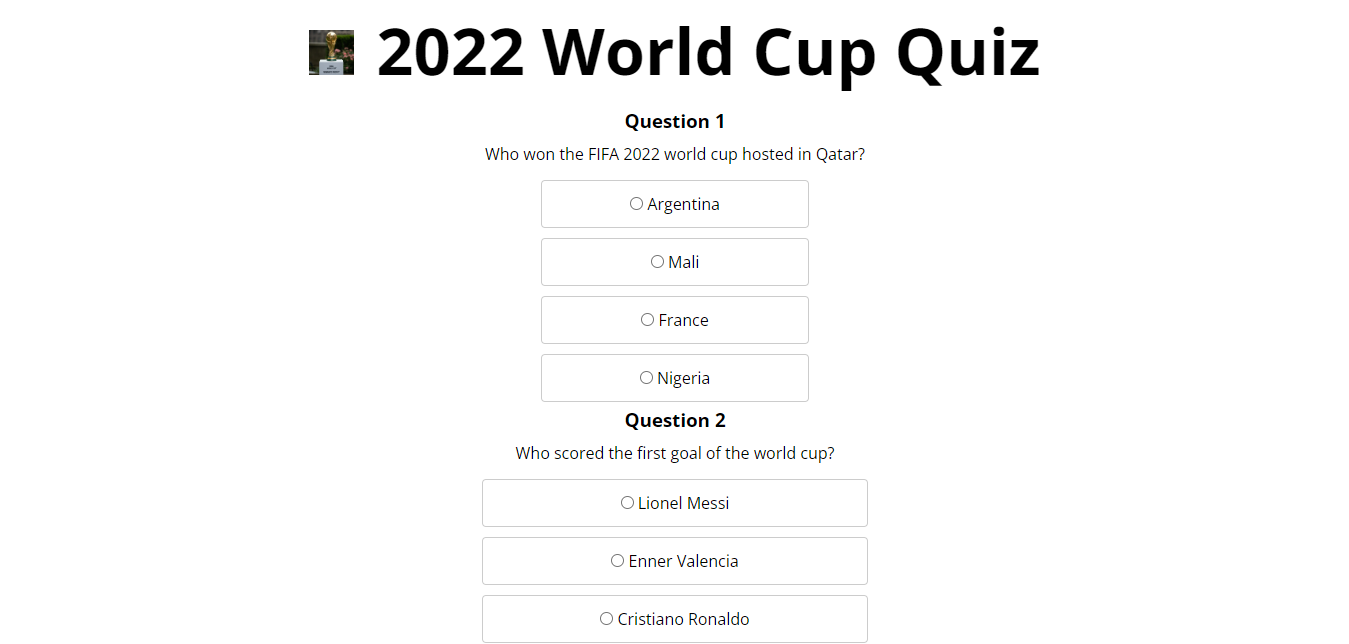 2022 World Cup Quiz
Question 1
Who won the FIFA 2022 world cup hosted in Qatar?
Argentina
Mali
France
Nigeria
Question 2
Who scored the first goal of the world cup?
Lionel Messi
Enner Valencia
Cristiano Ronaldo